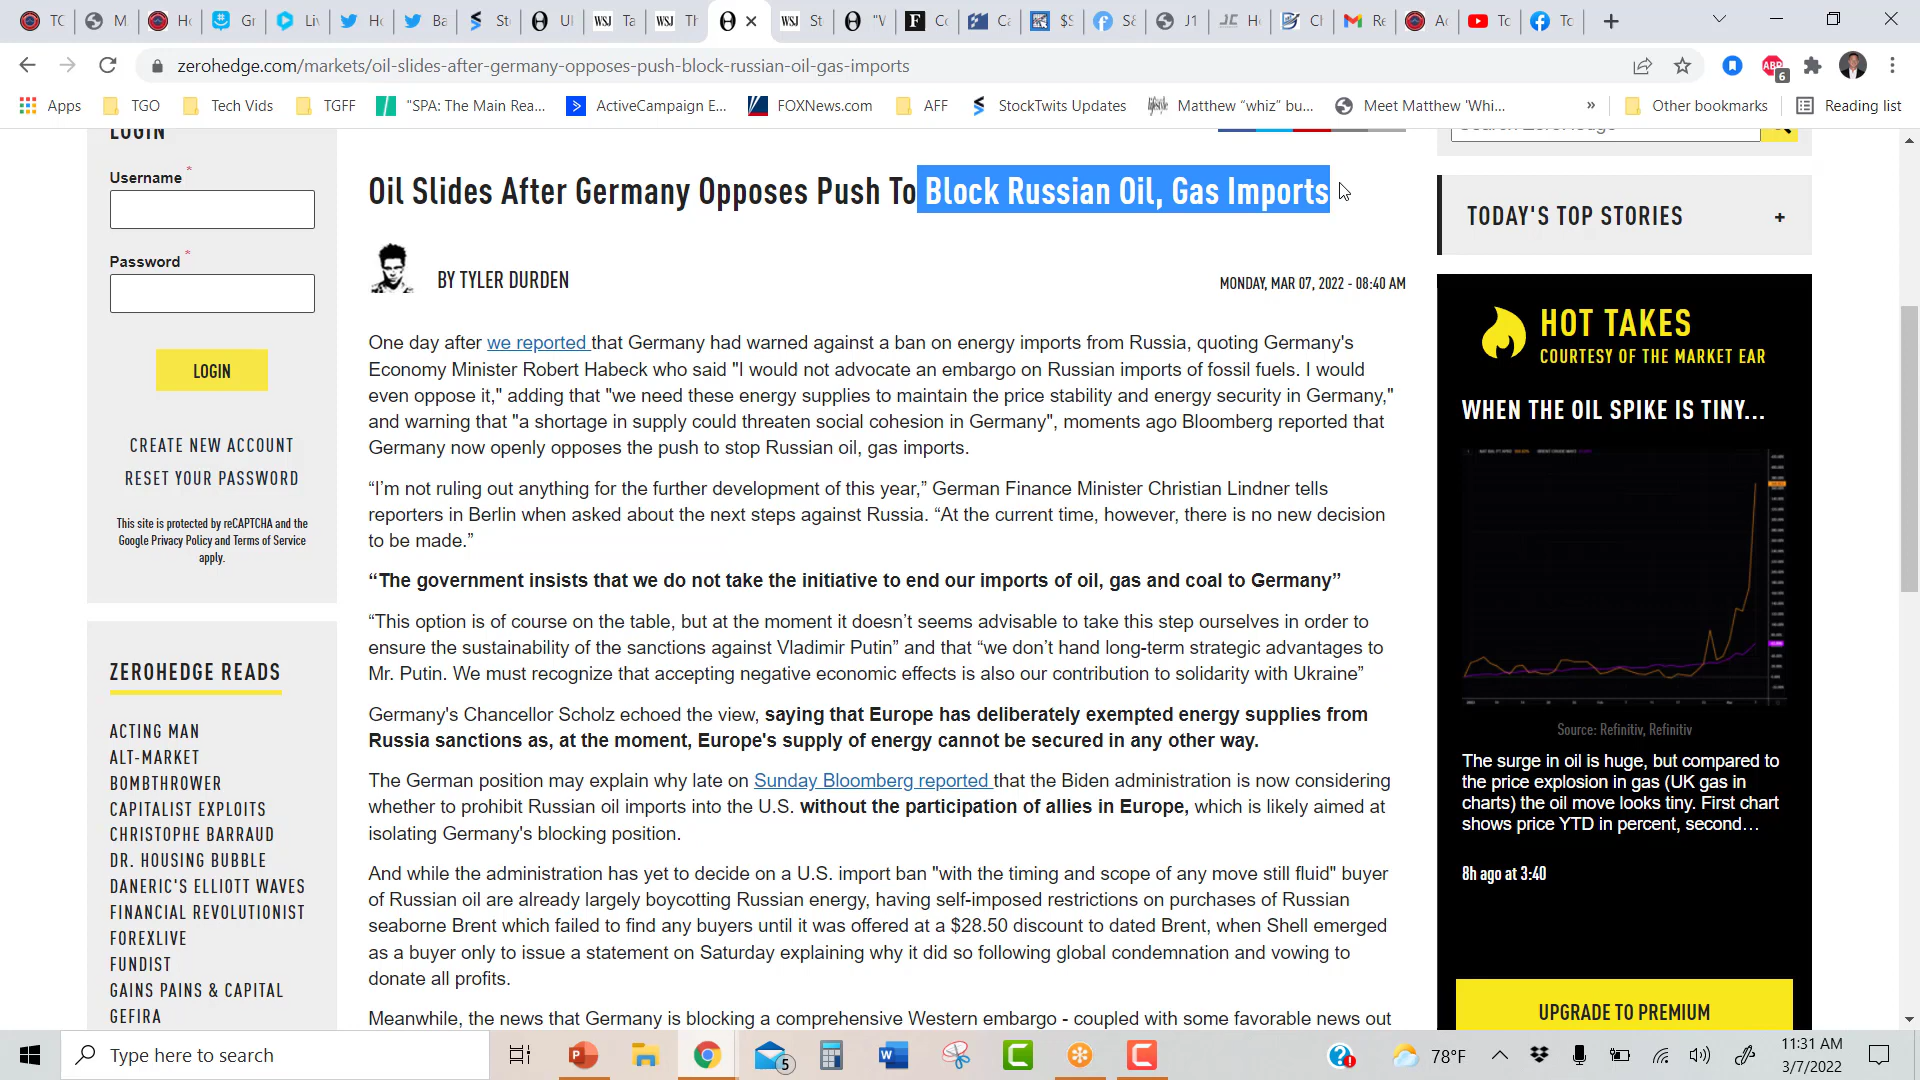 TC
M
He
Gr
Liv
He
Ba
St
Ul
WSJ Ta
WSJ Th
WSJ St
"V
F Cc
Ca
$S
S&
J1
JC H
Ch
Re
Ac
Tc
Tc
zerohedge.com/markets/oil-slides-after-germany-opposes-push-block-russian-oil-gas-imports
ABP 6
Apps
TGO
Tech Vids
TGFF
"SPA: The Main Rea...
ActiveCampaign E...
FOXNews.com
AFF
StockTwits Updates
Matthew “whiz” bu...
Meet Matthew 'Whi...
»
Other bookmarks
Reading list
LOGIN
Username *
Password *
LOGIN
CREATE NEW ACCOUNT
RESET YOUR PASSWORD
This site is protected by reCAPTCHA and the
Google Privacy Policy and Terms of Service
apply.
ZEROHEDGE READS
ACTING MAN
ALT-MARKET
BOMBTHROWER
CAPITALIST EXPLOITS
CHRISTOPHE BARRAUD
DR. HOUSING BUBBLE
DANERIC'S ELLIOTT WAVES
FINANCIAL REVOLUTIONIST
FOREXLIVE
FUNDIST
GAINS PAINS & CAPITAL
GEFIRA
Oil Slides After Germany Opposes Push To Block Russian Oil, Gas Imports
BY TYLER DURDEN
MONDAY, MAR 07, 2022 - 08:40 AM
One day after we reported that Germany had warned against a ban on energy imports from Russia, quoting Germany's
Economy Minister Robert Habeck who said "I would not advocate an embargo on Russian imports of fossil fuels. I would
even oppose it," adding that "we need these energy supplies to maintain the price stability and energy security in Germany,"
and warning that "a shortage in supply could threaten social cohesion in Germany", moments ago Bloomberg reported that
Germany now openly opposes the push to stop Russian oil, gas imports.
“I’m not ruling out anything for the further development of this year,” German Finance Minister Christian Lindner tells
reporters in Berlin when asked about the next steps against Russia. “At the current time, however, there is no new decision
to be made.”
“The government insists that we do not take the initiative to end our imports of oil, gas and coal to Germany”
“This option is of course on the table, but at the moment it doesn’t seems advisable to take this step ourselves in order to
ensure the sustainability of the sanctions against Vladimir Putin” and that “we don’t hand long-term strategic advantages to
Mr. Putin. We must recognize that accepting negative economic effects is also our contribution to solidarity with Ukraine”
Germany's Chancellor Scholz echoed the view, saying that Europe has deliberately exempted energy supplies from
Russia sanctions as, at the moment, Europe's supply of energy cannot be secured in any other way.
The German position may explain why late on Sunday Bloomberg reported that the Biden administration is now considering
whether to prohibit Russian oil imports into the U.S. without the participation of allies in Europe, which is likely aimed at
isolating Germany's blocking position.
And while the administration has yet to decide on a U.S. import ban "with the timing and scope of any move still fluid" buyer
of Russian oil are already largely boycotting Russian energy, having self-imposed restrictions on purchases of Russian
seaborne Brent which failed to find any buyers until it was offered at a $28.50 discount to dated Brent, when Shell emerged
as a buyer only to issue a statement on Saturday explaining why it did so following global condemnation and vowing to
donate all profits.
Meanwhile, the news that Germany is blocking a comprehensive Western embargo - coupled with some favorable news out
Search ZeroHedge
TODAY'S TOP STORIES +
HOT TAKES
COURTESY OF THE MARKET EAR
WHEN THE OIL SPIKE IS TINY...
Source: Refinitiv, Refinitiv
The surge in oil is huge, but compared to
the price explosion in gas (UK gas in
charts) the oil move looks tiny. First chart
shows price YTD in percent, second…
8h ago at 3:40
UPGRADE TO PREMIUM
Type here to search
5
78°F
11:31 AM
3/7/2022